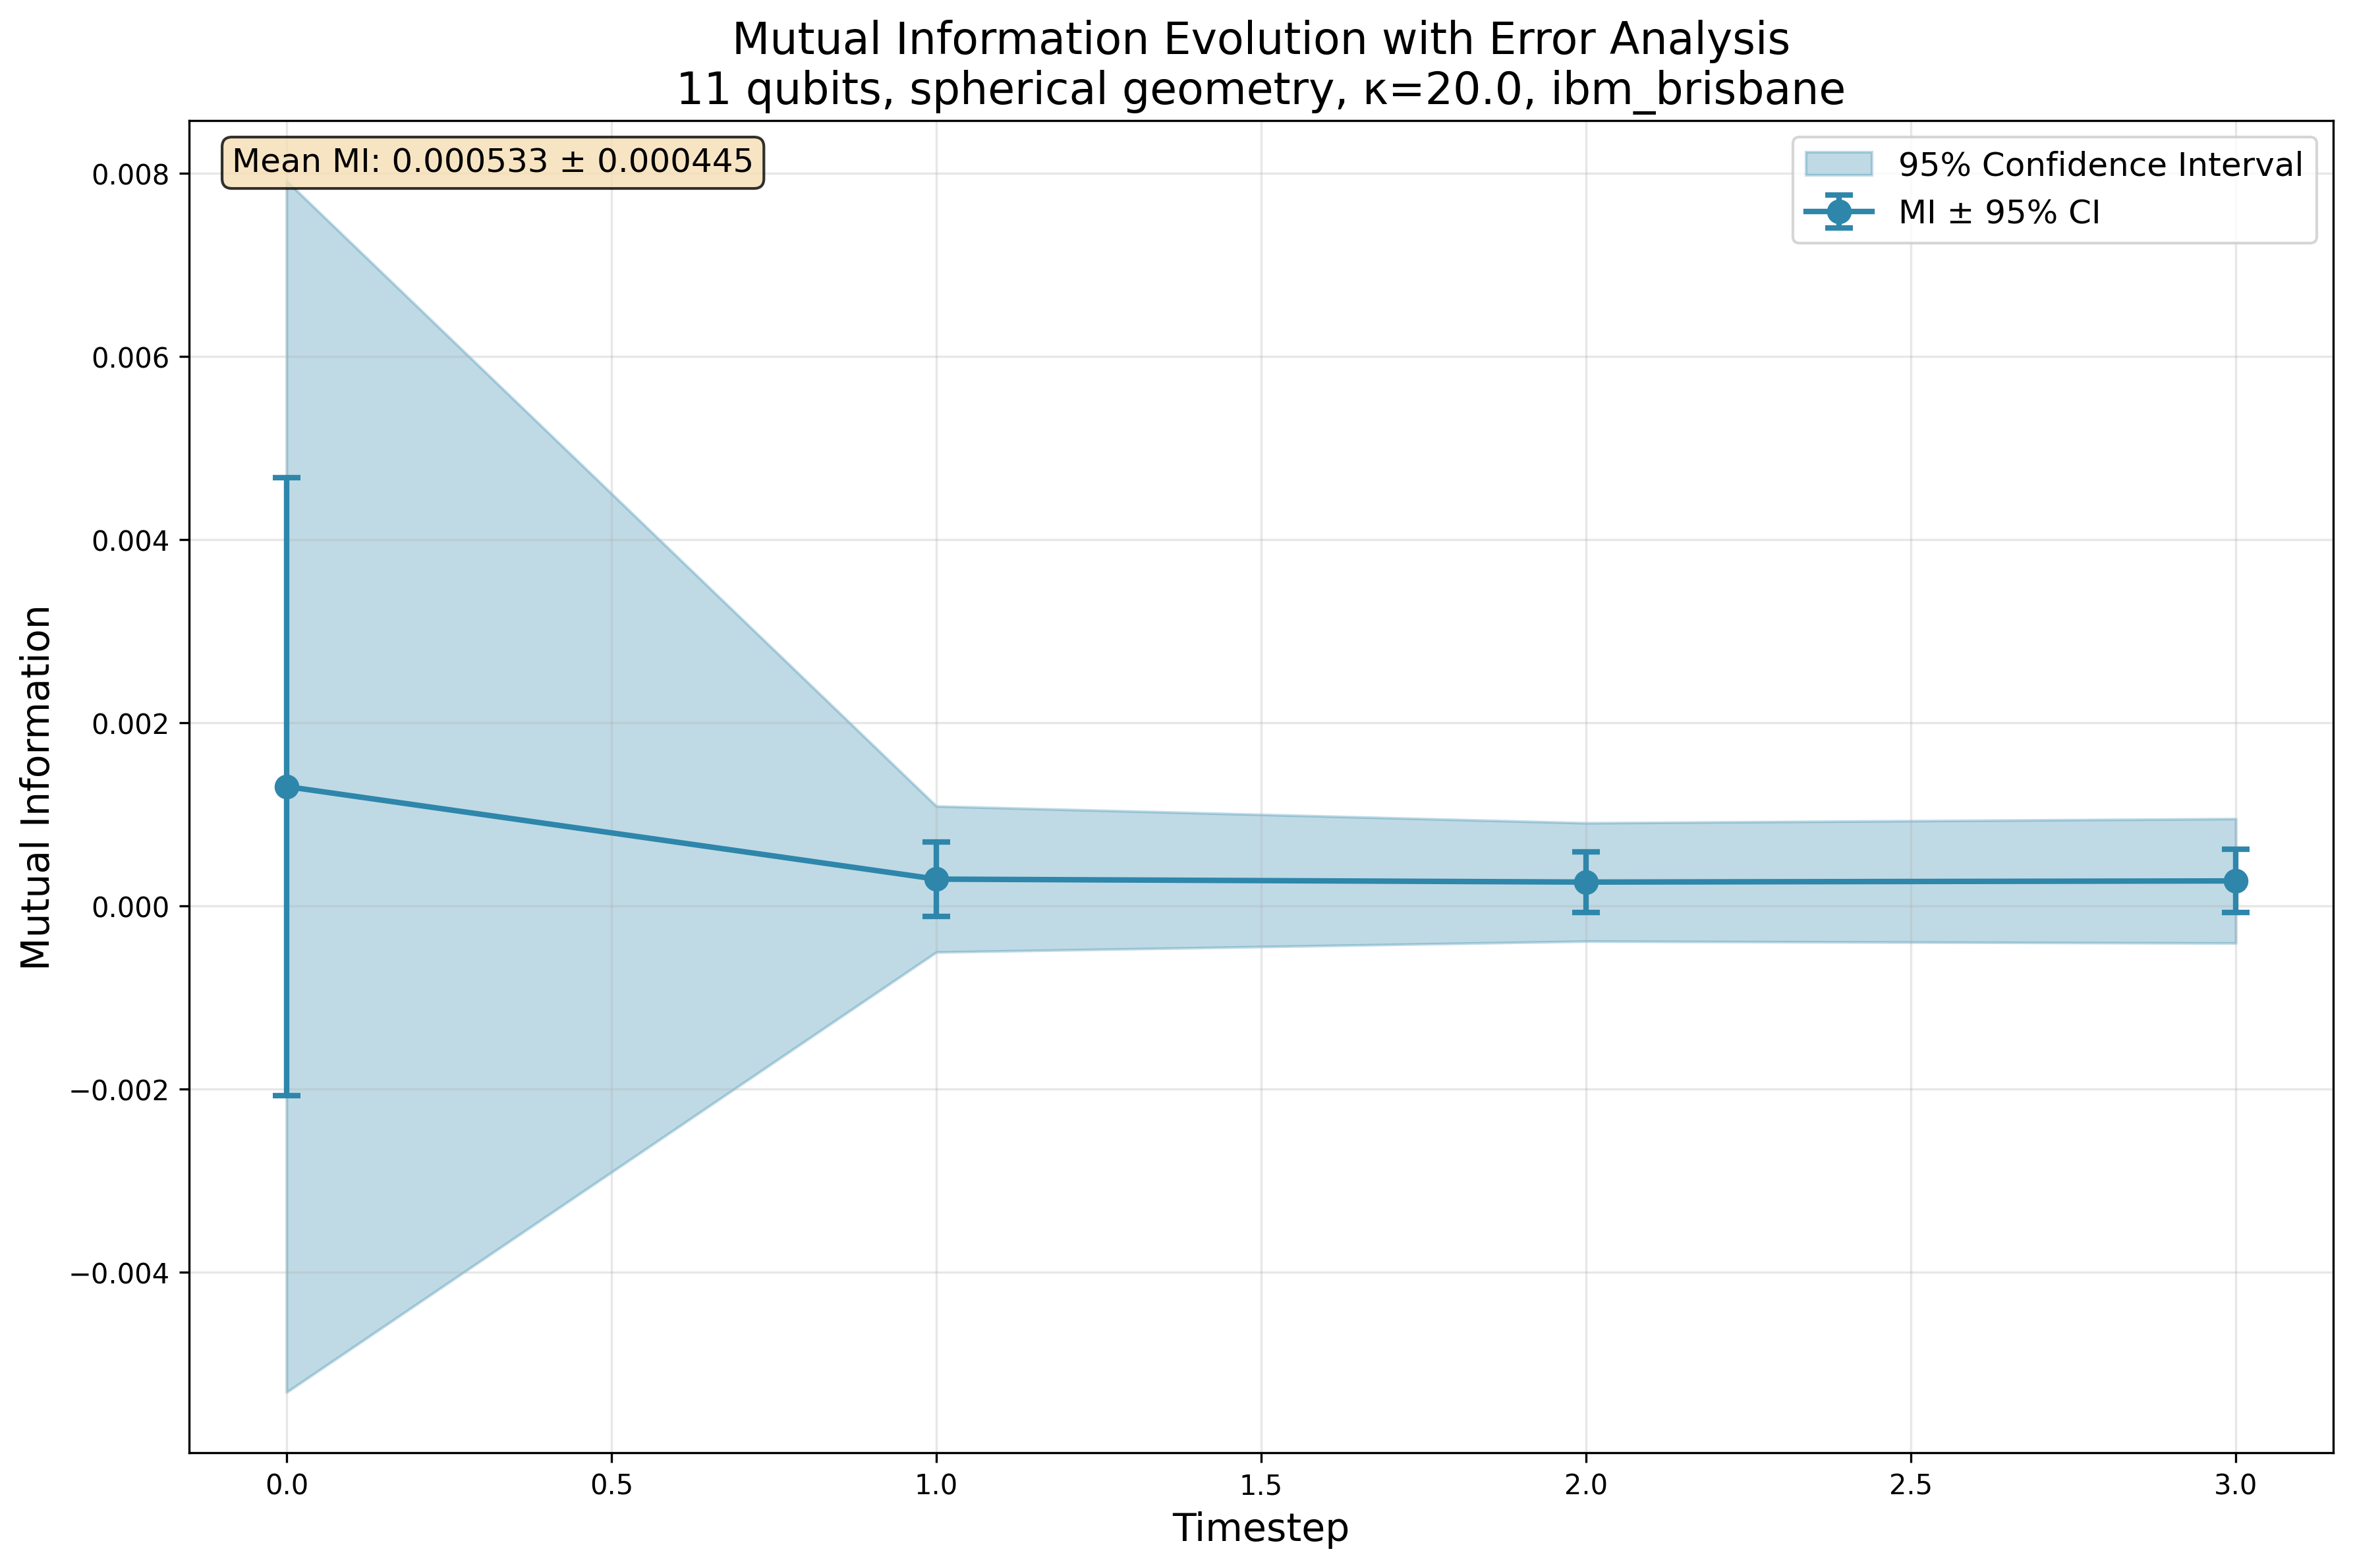 Mutual Information Evolution with Error Analysis
11 qubits, spherical geometry, κ=20.0, ibm_brisbane
Mean MI: 0.000533 ± 0.000445
95% Confidence Interval
MI ± 95% CI
Mutual Information
0.008
0.006
0.004
0.002
0.000
−0.002
−0.004
0.0 0.5 1.0 1.5 2.0 2.5 3.0
Timestep